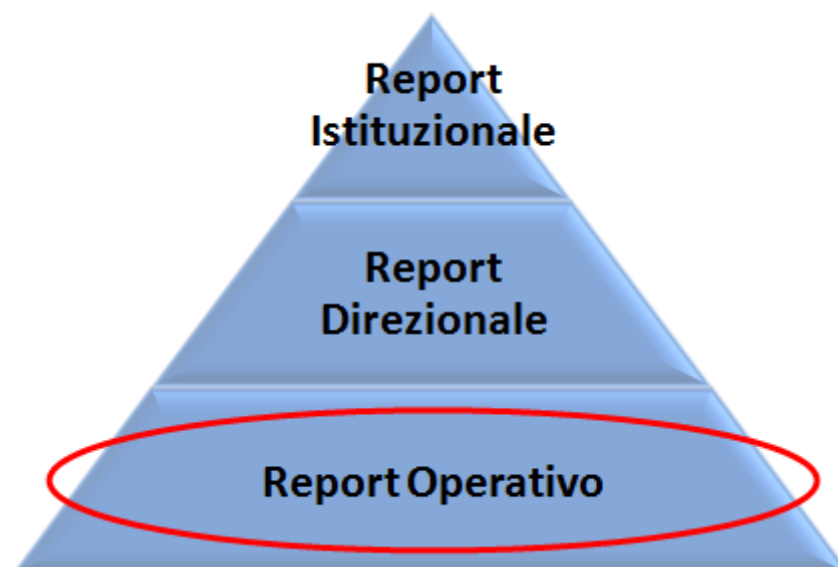 Report
Istituzionale
Report
Direzionale
Report Operativo